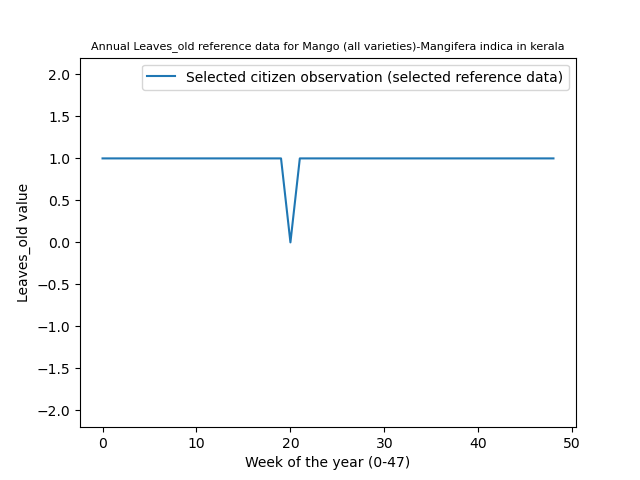 Annual Leaves_old reference data for Mango (all varieties)-Mangifera indica in kerala
Selected citizen observation (selected reference data)
2.0
1.5
1.0
0.5
0.0
−0.5
−1.0
−1.5
−2.0
Leaves_old value
0 10 20 30 40 50
Week of the year (0-47)